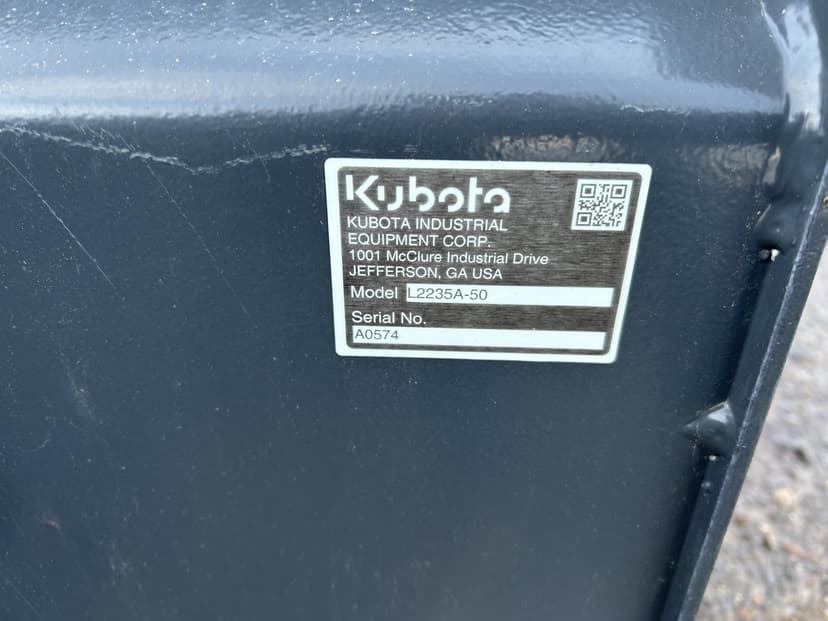 Kubota
KUBOTA INDUSTRIAL
EQUIPMENT CORP.
1001 McClure Industrial Drive
JEFFERSON, GA USA
Model L2235A-50
Serial No.
A0574